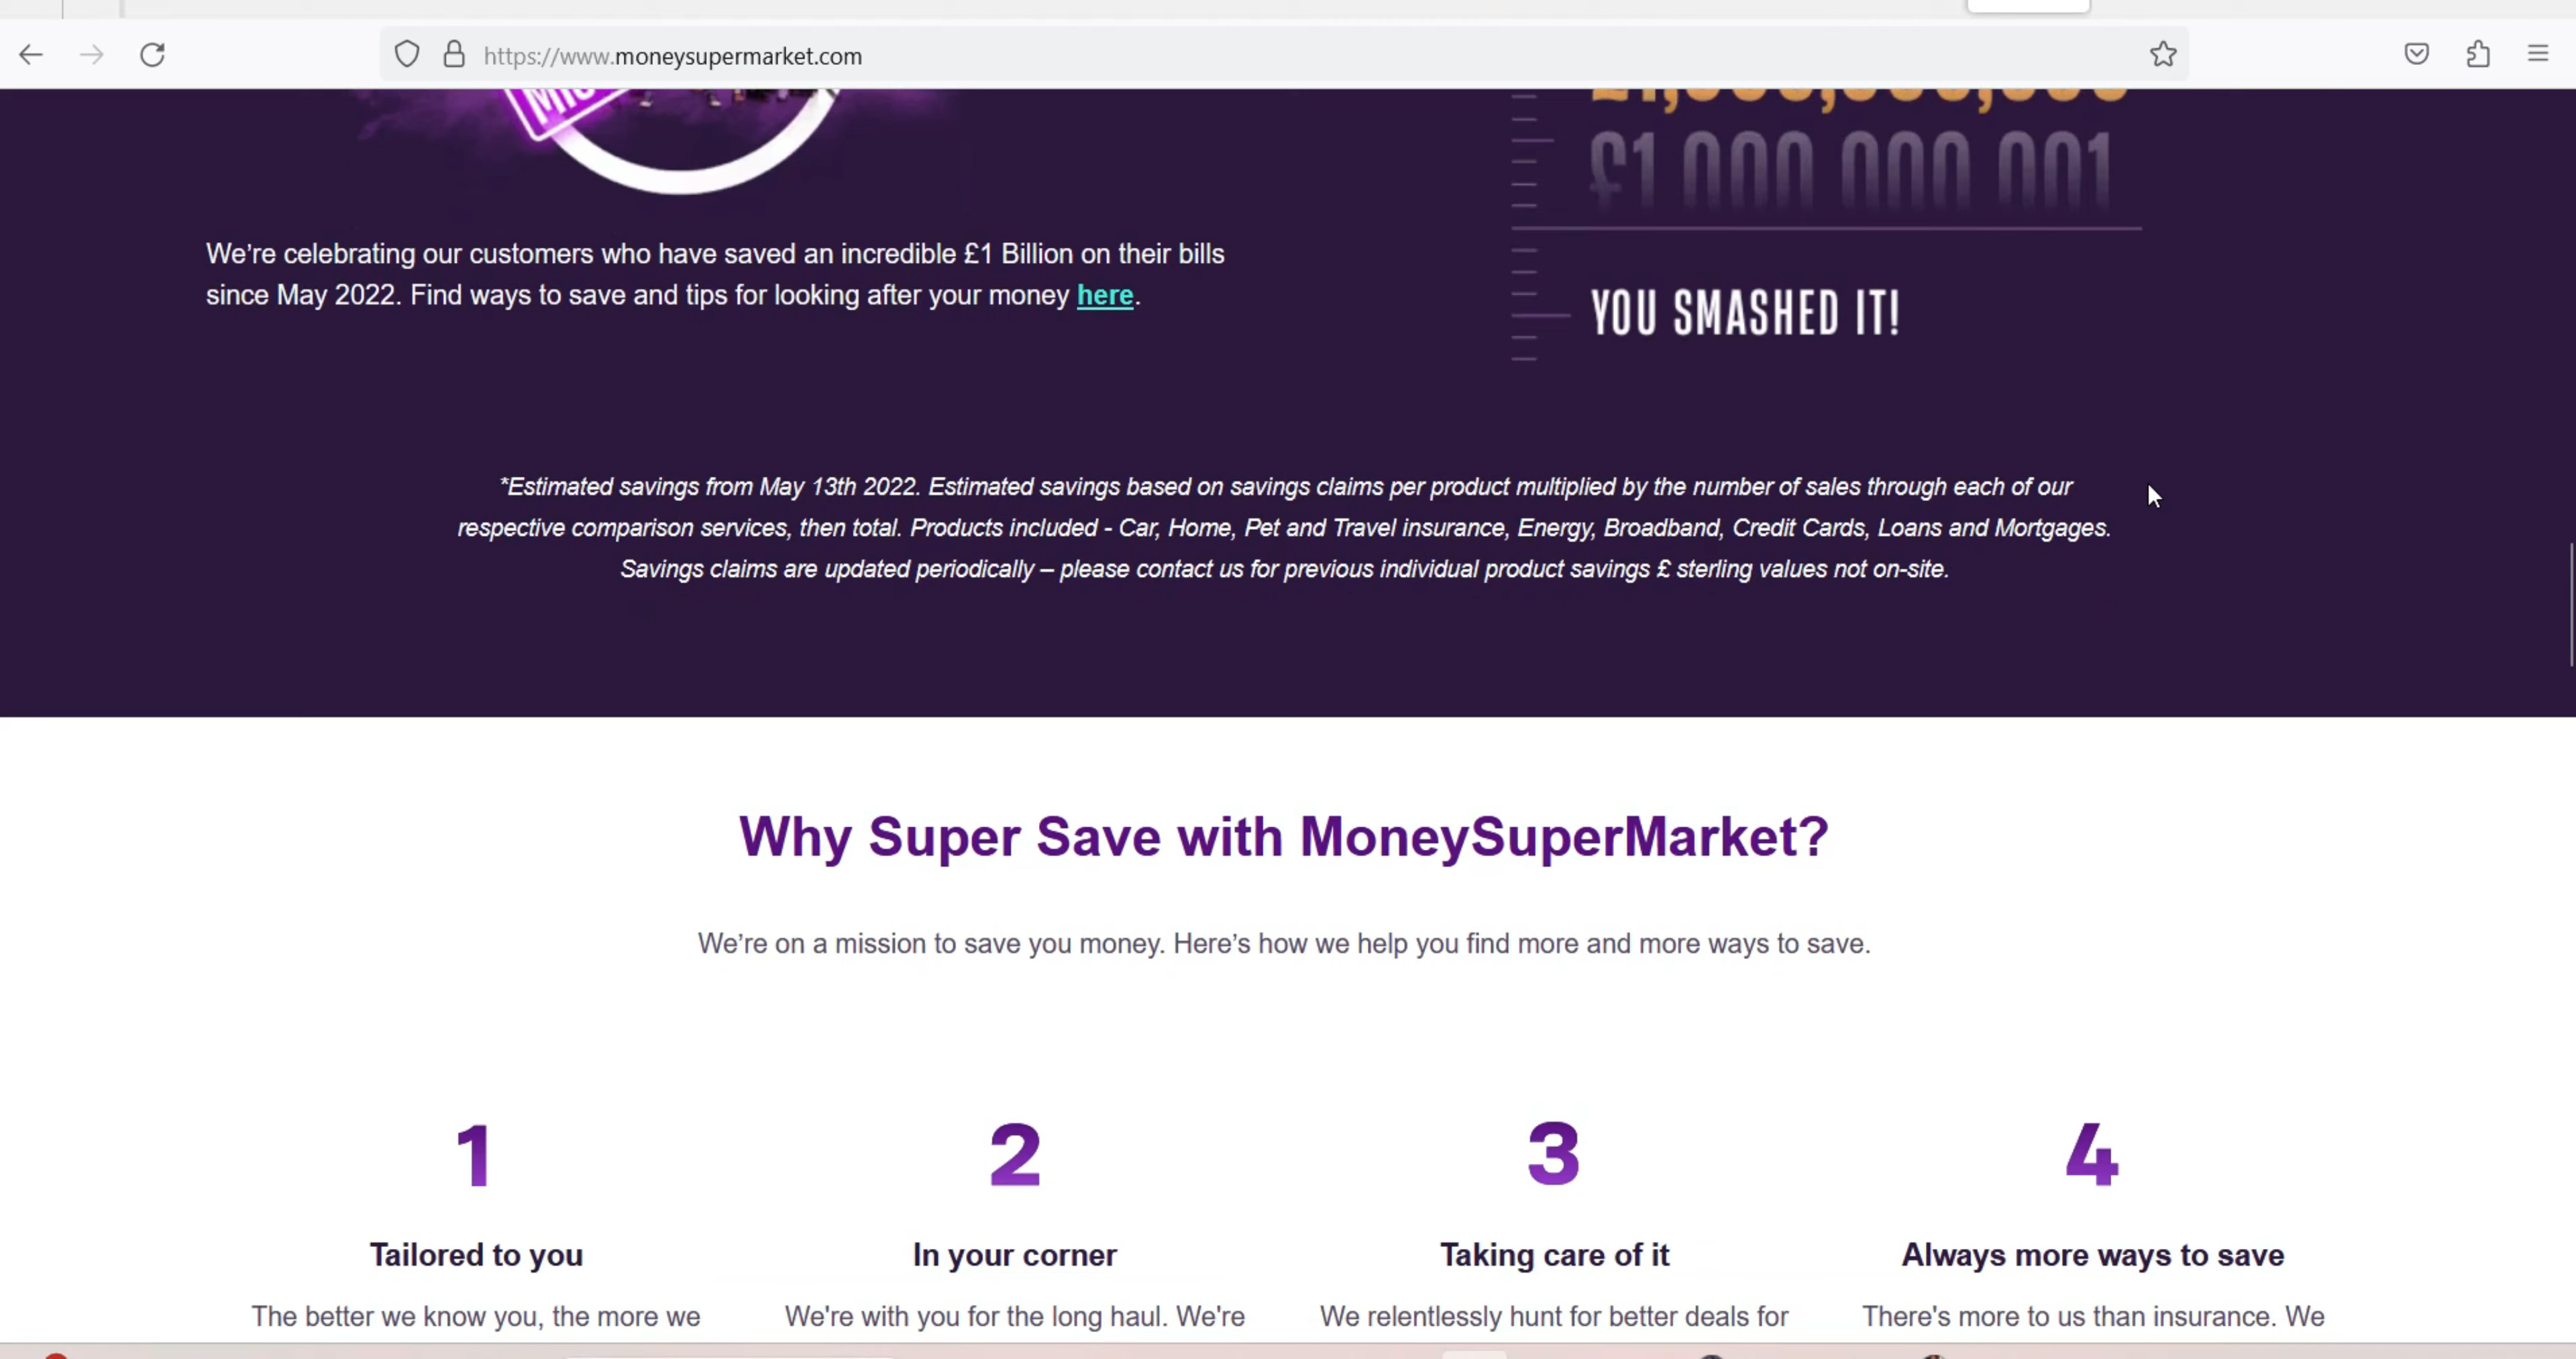 https://www.moneysupermarket.com
£1 000 000 001
We’re celebrating our customers who have saved an incredible £1 Billion on their bills
since May 2022. Find ways to save and tips for looking after your money here.
YOU SMASHED IT!
*Estimated savings from May 13th 2022. Estimated savings based on savings claims per product multiplied by the number of sales through each of our
respective comparison services, then total. Products included - Car, Home, Pet and Travel insurance, Energy, Broadband, Credit Cards, Loans and Mortgages.
Savings claims are updated periodically – please contact us for previous individual product savings £ sterling values not on-site.
Why Super Save with MoneySuperMarket?
We’re on a mission to save you money. Here’s how we help you find more and more ways to save.
1
Tailored to you
The better we know you, the more we
2
In your corner
We're with you for the long haul. We're
3
Taking care of it
We relentlessly hunt for better deals for
4
Always more ways to save
There's more to us than insurance. We